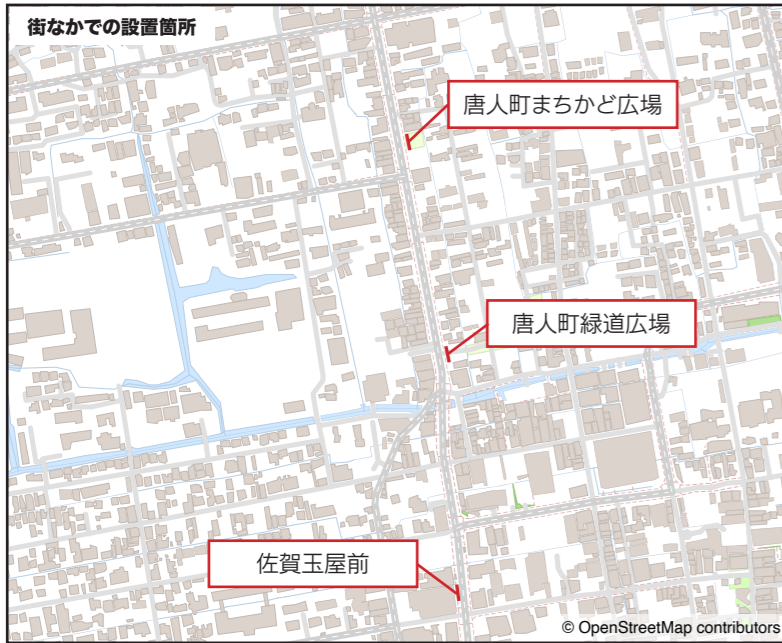 街なかでの設置箇所
唐人町まちかど広場
唐人町緑道広場
佐賀玉屋前
© OpenStreetMap contributors